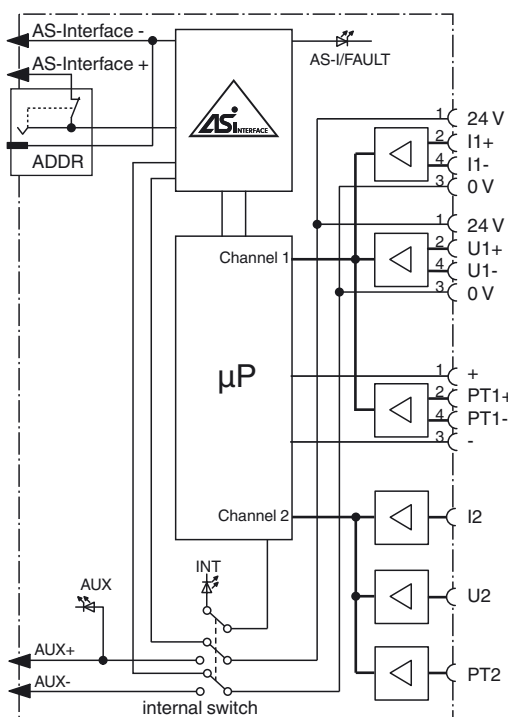 AS-Interface -
AS-Interface +
ADDR
ASi INTERFACE
AS-I/FAULT
1 24 V
2 I1+
4 I1-
3 0 V
1 24 V
2 U1+
4 U1-
3 0 V
Channel 1
µP
1 +
2 PT1+
4 PT1-
3 -
Channel 2
I2
U2
PT2
INT
AUX
AUX+
AUX-
internal switch